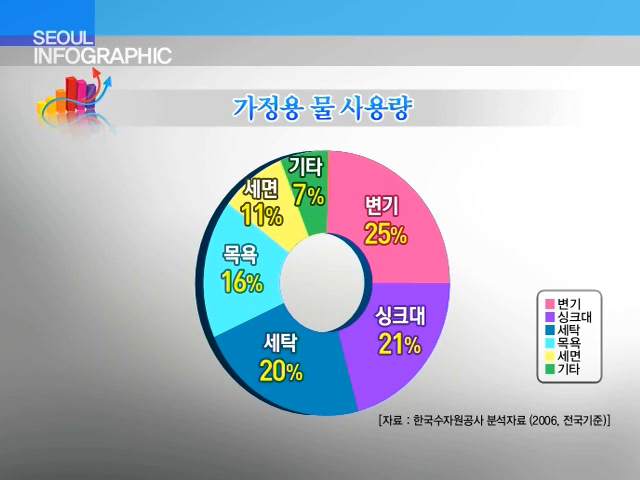 SEOUL
INFOGRAPHIC
가정용 물 사용량
기타
7%
세면
11%
변기
25%
목욕
16%
싱크대
21%
세탁
20%
변기
싱크대
세탁
목욕
세면
기타
[자료 : 한국수자원공사 분석자료 (2006, 전국기준)]